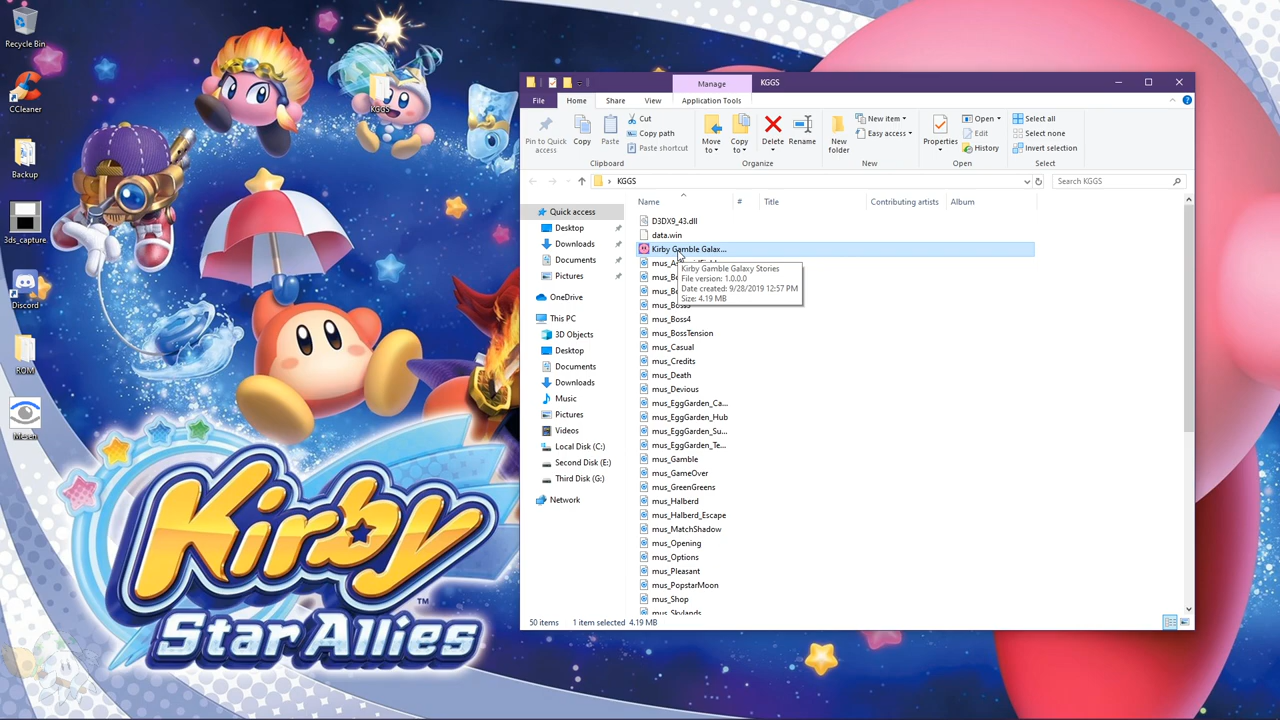 Recycle Bin
CCleaner
Backup
3ds_capture
Discord
ROM
Mesen
KGGS
Kirby
TM
Star Allies
Manage
KGGS
File
Home
Share
View
Application Tools
Pin to Quick access
Copy
Paste
Cut
Copy path
Paste shortcut
Clipboard
Move to
Copy to
Delete
Rename
Organize
New folder
New item
Easy access
New
Properties
Open
Edit
History
Open
Select all
Select none
Invert selection
Select
KGGS
Search KGGS
Quick access
Desktop
Downloads
Documents
Pictures
OneDrive
This PC
3D Objects
Desktop
Documents
Downloads
Music
Pictures
Videos
Local Disk (C:)
Second Disk (E:)
Third Disk (G:)
Network
Name # Title Contributing artists Album
D3DX9_43.dll
data.win
Kirby Gamble Galax...
Kirby Gamble Galaxy Stories
File version: 1.0.0.0
Date created: 9/28/2019 12:57 PM
Size: 4.19 MB
mus_Boss4
mus_BossTension
mus_Casual
mus_Credits
mus_Death
mus_Devious
mus_EggGarden_Ca...
mus_EggGarden_Hub
mus_EggGarden_Su...
mus_EggGarden_Te...
mus_Gamble
mus_GameOver
mus_GreenGreens
mus_Halberd
mus_Halberd_Escape
mus_MatchShadow
mus_Opening
mus_Options
mus_Pleasant
mus_PopstarMoon
mus_Shop
mus_Skylands
50 items 1 item selected 4.19 MB